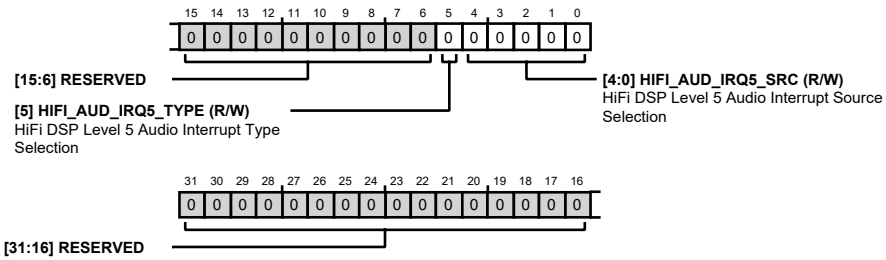 15 14 13 12 11 10 9 8 7 6 5 4 3 2 1 0
0 0 0 0 0 0 0 0 0 0 0 0 0 0 0 0
[15:6] RESERVED
[4:0] HIFI_AUD_IRQ5_SRC (R/W)
HiFi DSP Level 5 Audio Interrupt Source
Selection
[5] HIFI_AUD_IRQ5_TYPE (R/W)
HiFi DSP Level 5 Audio Interrupt Type
Selection
31 30 29 28 27 26 25 24 23 22 21 20 19 18 17 16
0 0 0 0 0 0 0 0 0 0 0 0 0 0 0 0
[31:16] RESERVED